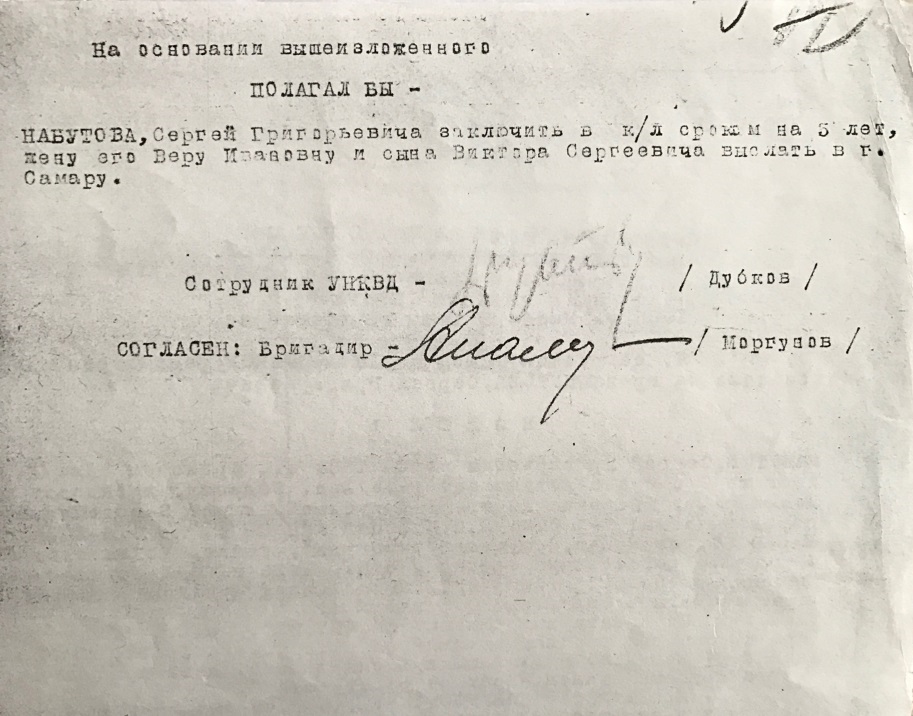 На основании вышеизложенного
ПОЛАГАЛ БЫ -
НАБУТОВА, Сергей Григорьевича заключить в к/л сроком на 5 лет,
жену его Веру Ивановну и сына Виктора Сергеевича выслать в г.
Самару.
Сотрудник УНКВД - / Дубков /
СОГЛАСЕН: Бригадир - / Моргунов /